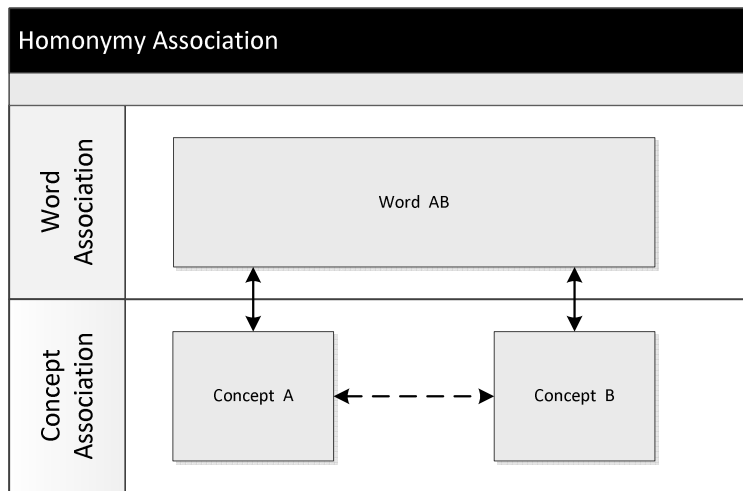 Homonymy Association
Word
Association
Word AB
Concept
Association
Concept A
Concept B